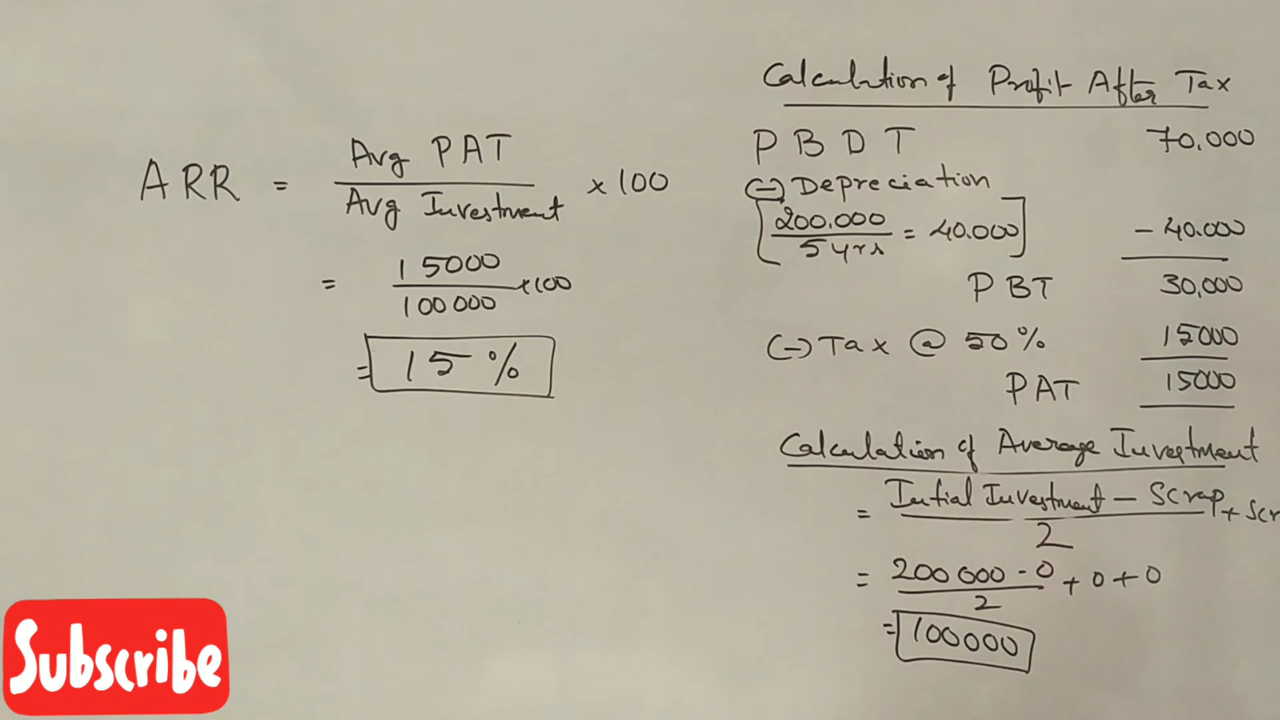 ARR = Avg PAT / Avg Investment × 100
= 15000 / 100000 ×100
= 15 %
Calculation of Profit After Tax
PBDT 70,000
(-) Depreciation
[200.000 / 5 yrs = 40.000] - 40.000
PBT 30,000
(-) Tax @ 50% 15000
PAT 15000
Calculation of Average Investment
= Initial Investment - Scrap / 2 + Scr
= 200000 - 0 / 2 + 0 + 0
= 100000
Subscribe